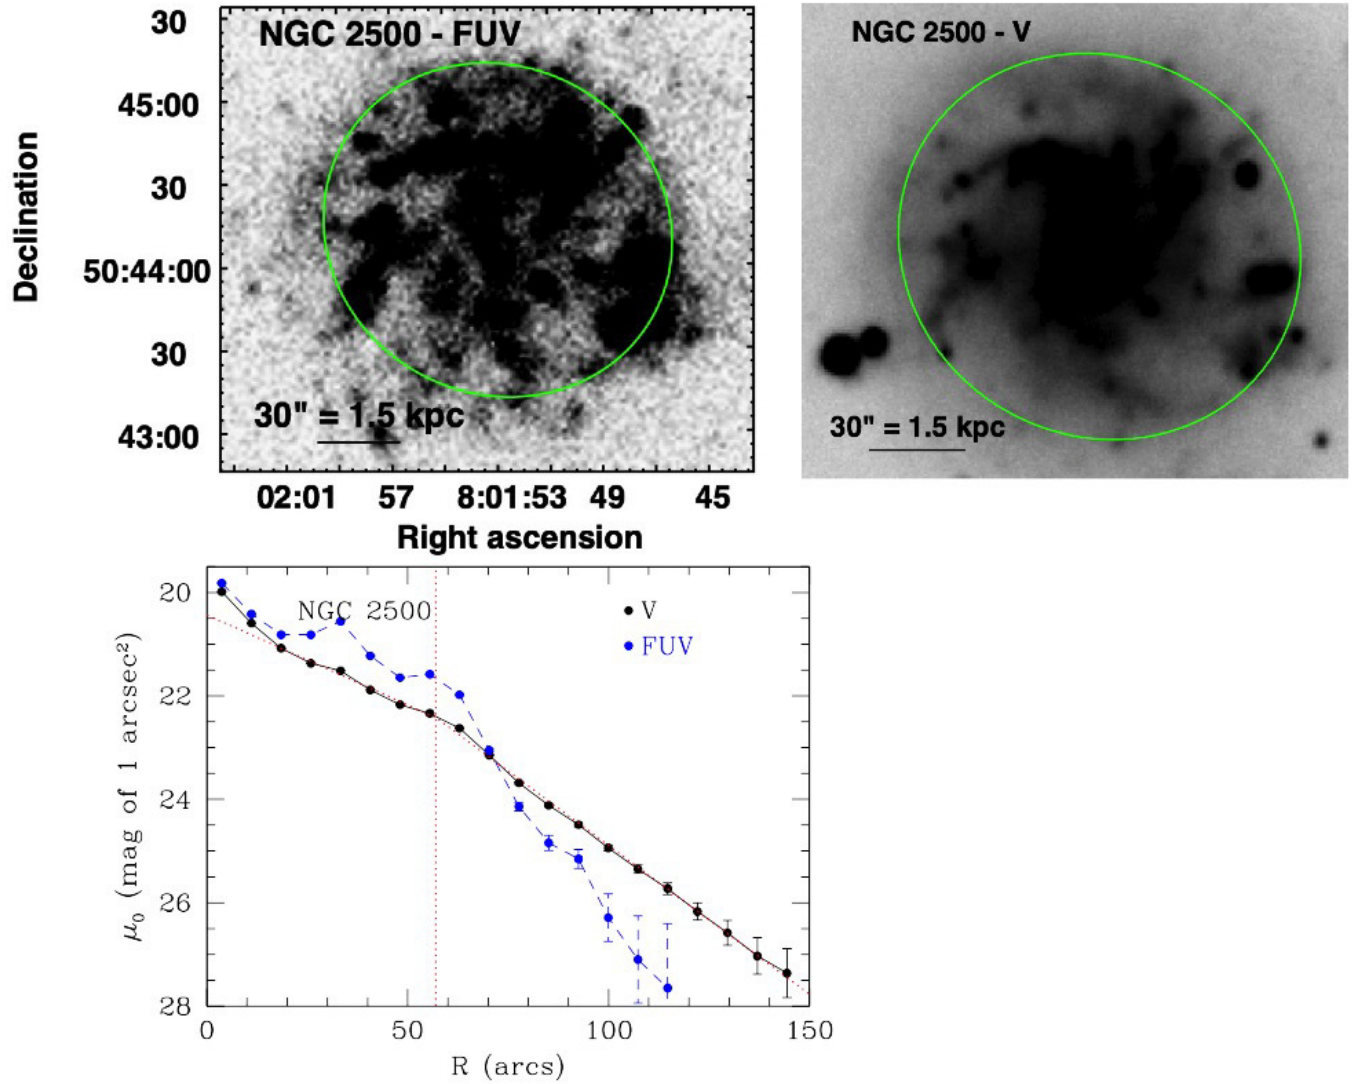 NGC 2500 - FUV
30
45:00
30
50:44:00
30
43:00
Declination
30" = 1.5 kpc
02:01 57 8:01:53 49 45
Right ascension
NGC 2500 - V
30" = 1.5 kpc
NGC 2500
V
FUV
20
22
24
26
28
μ₀ (mag of 1 arcsec²)
0 50 100 150
R (arcs)